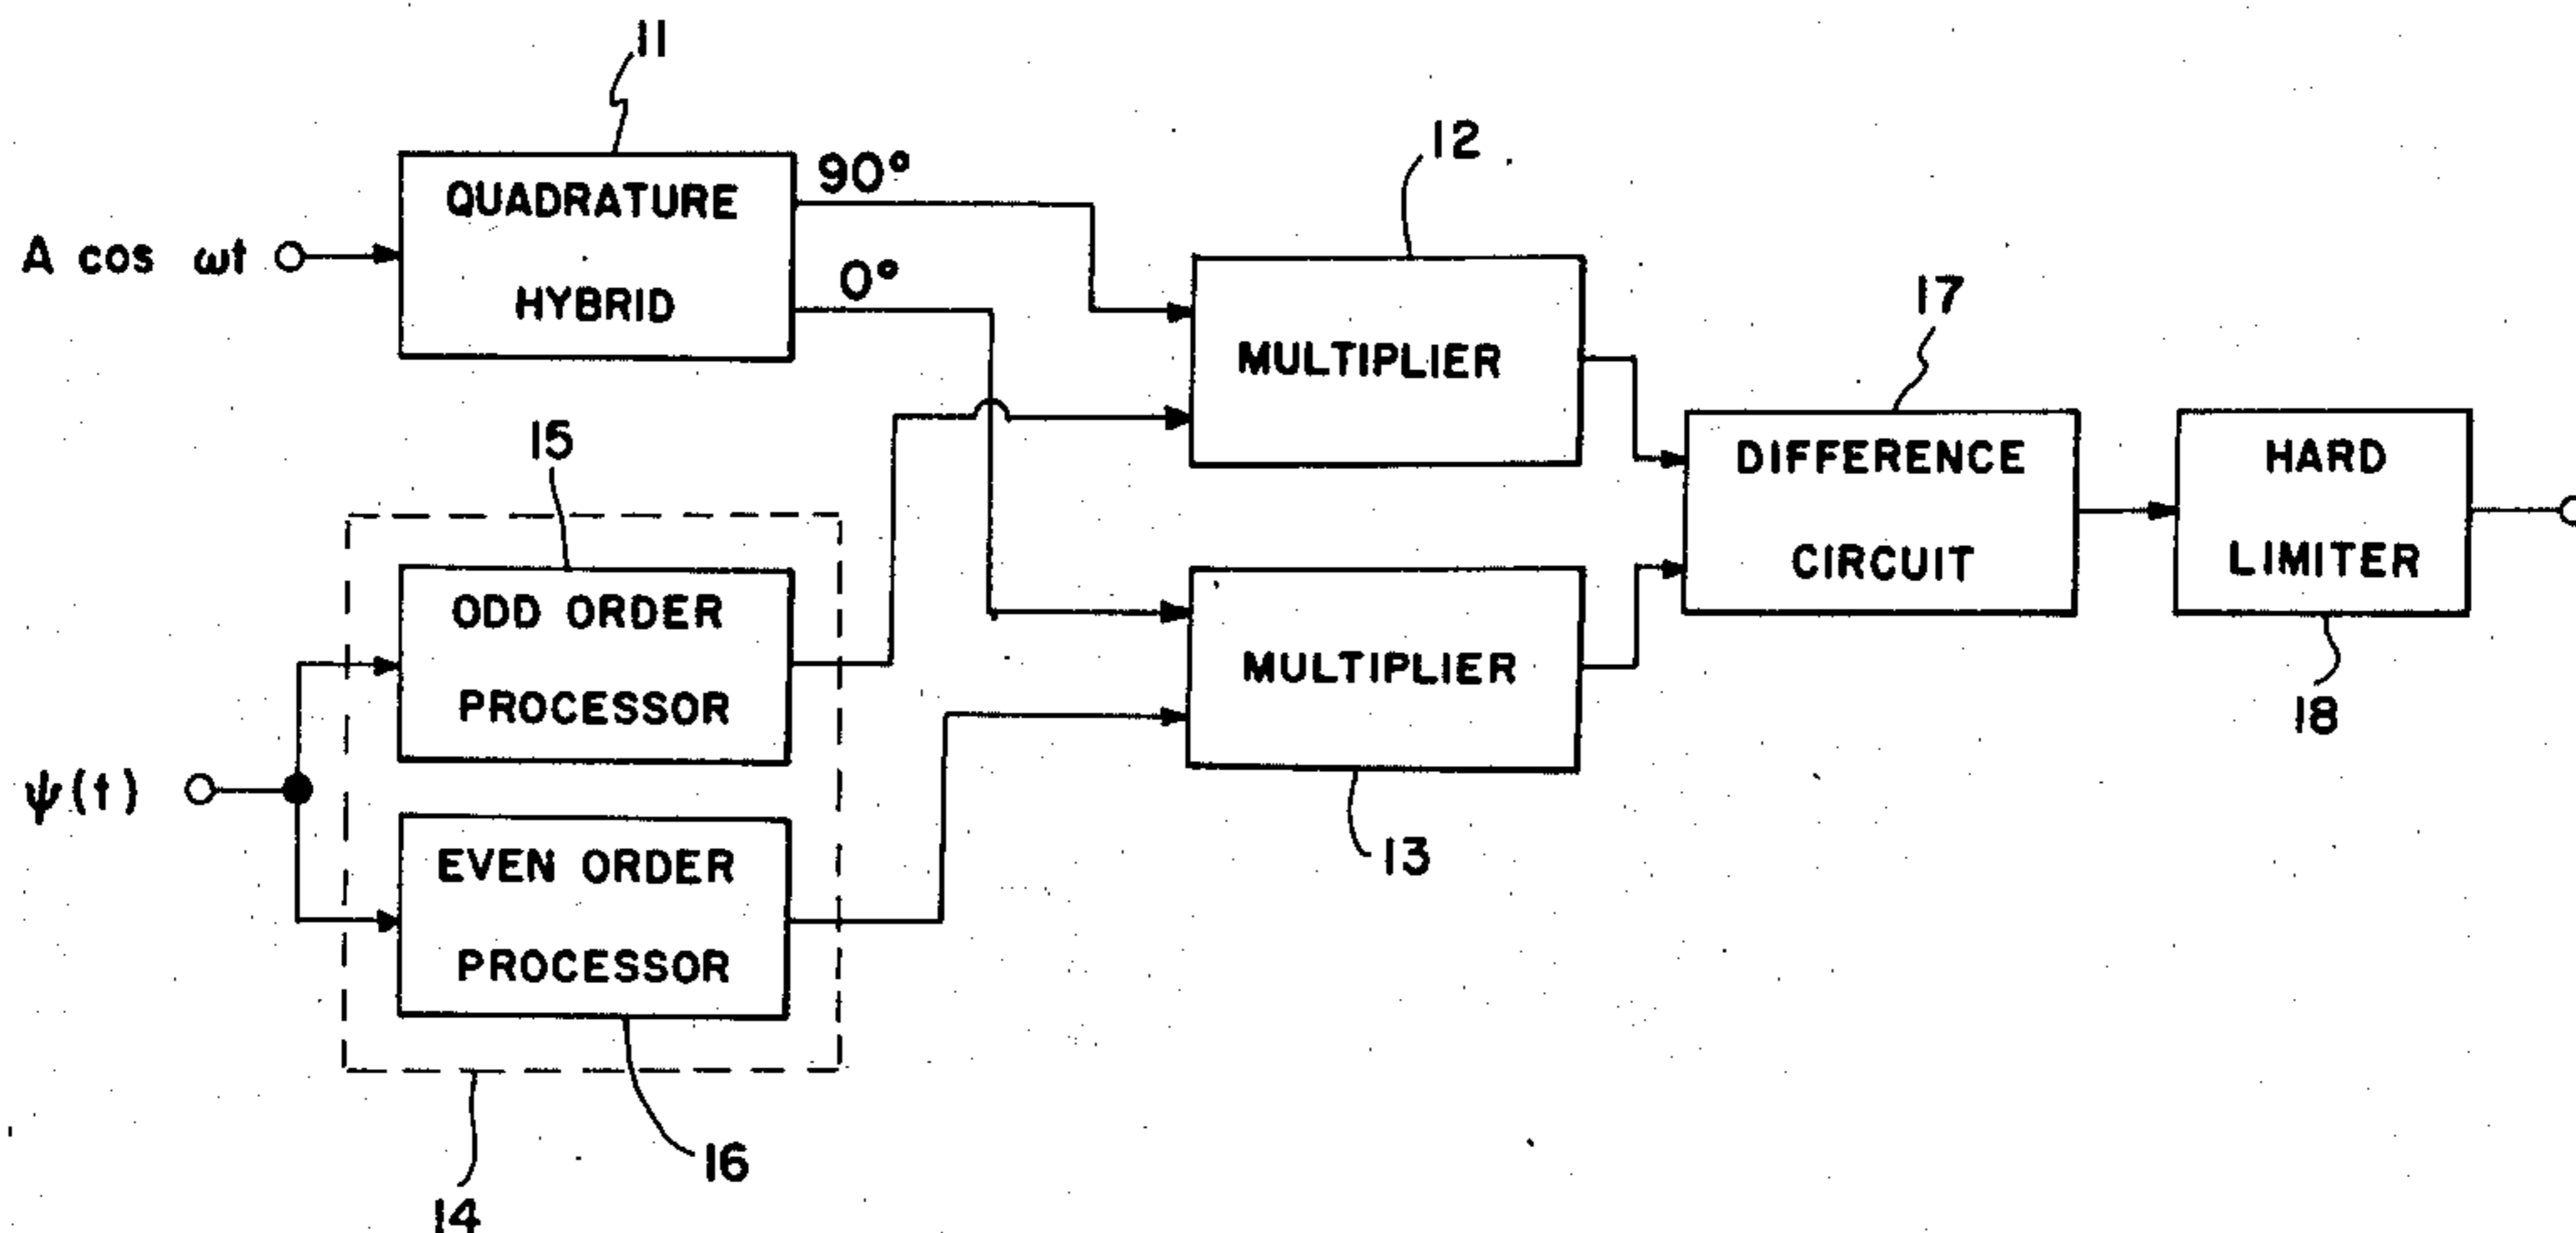 11
QUADRATURE
HYBRID
90°
0°
A cos ωt
12
MULTIPLIER
17
DIFFERENCE
CIRCUIT
HARD
LIMITER
18
15
ODD ORDER
PROCESSOR
MULTIPLIER
13
ψ(t)
EVEN ORDER
PROCESSOR
16
14